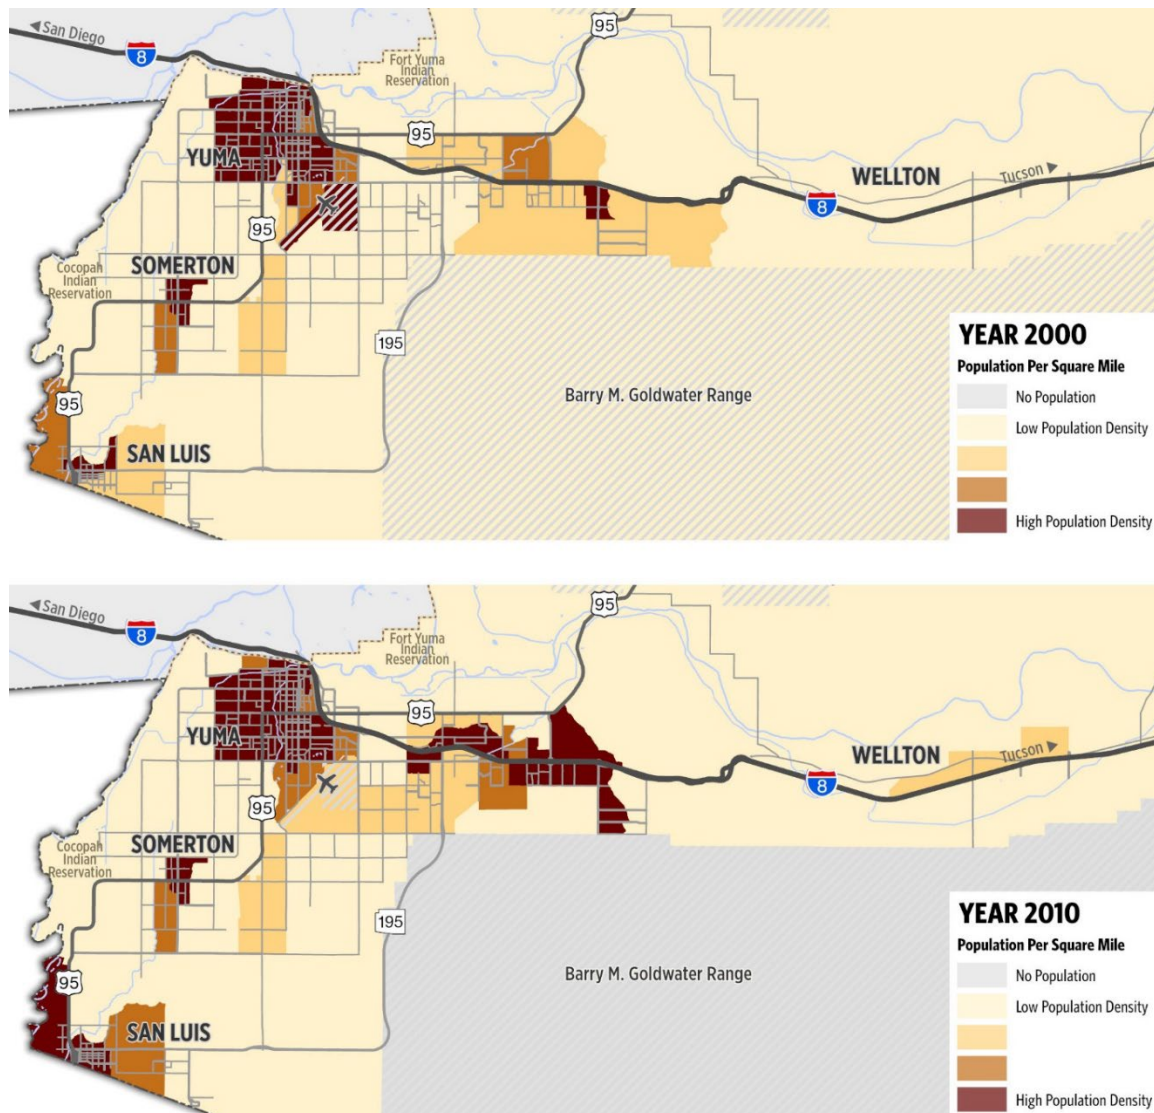 ◄ San Diego
8
95
Fort Yuma
Indian
Reservation
95
YUMA
WELLTON
Tucson ►
8
95
SOMERTON
Cocopah
Indian
Reservation
195
YEAR 2000
Population Per Square Mile
95
Barry M. Goldwater Range
No Population
SAN LUIS
Low Population Density
High Population Density
◄ San Diego
8
95
Fort Yuma
Indian
Reservation
95
YUMA
WELLTON
Tucson ►
8
95
SOMERTON
Cocopah
Indian
Reservation
195
YEAR 2010
Population Per Square Mile
95
Barry M. Goldwater Range
No Population
SAN LUIS
Low Population Density
High Population Density